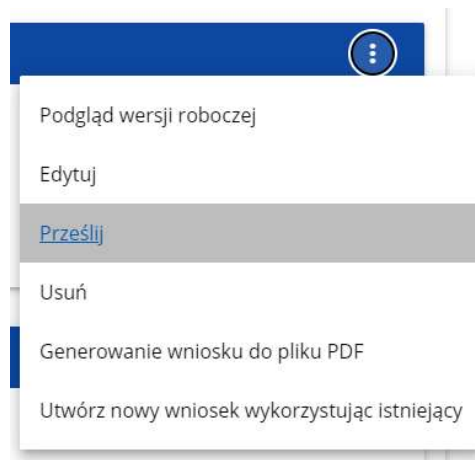 Podgląd wersji roboczej
Edytuj
Prześlij
Usuń
Generowanie wniosku do pliku PDF
Utwórz nowy wniosek wykorzystując istniejący